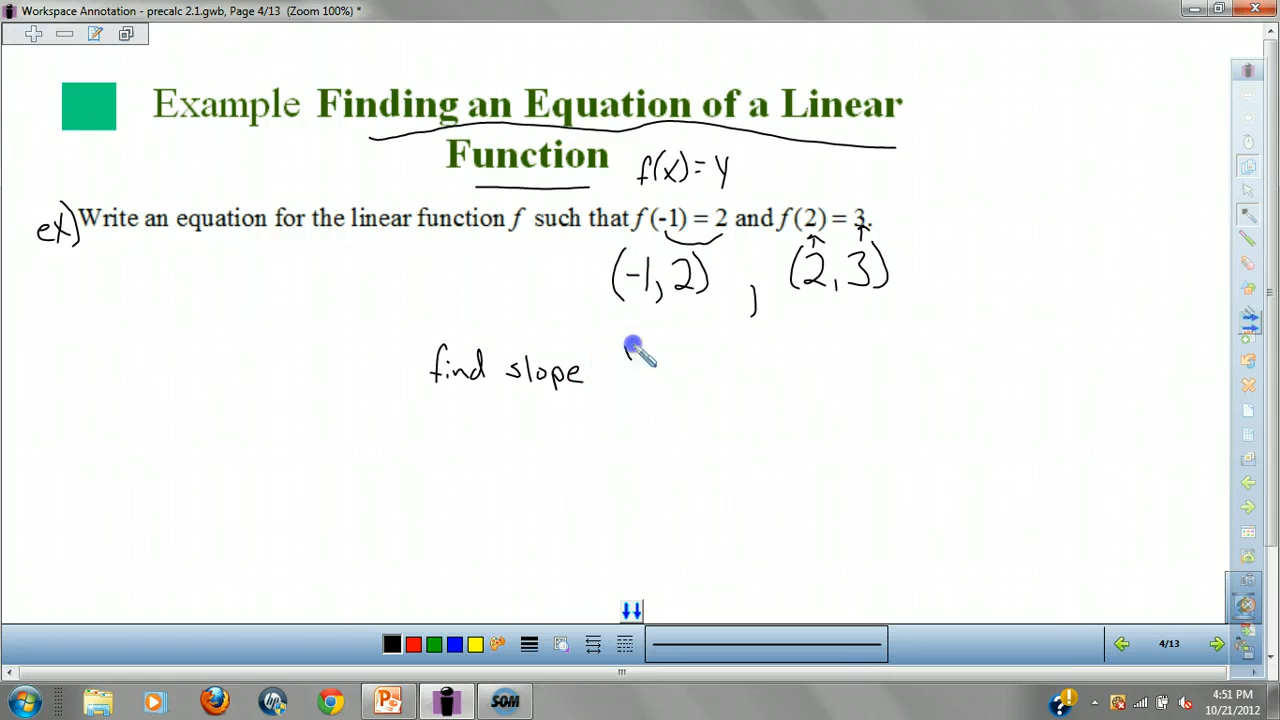 Workspace Annotation - precalc 2.1.gwb, Page 4/13 (Zoom 100%) *
Example Finding an Equation of a Linear
Function f(x) = y
ex) Write an equation for the linear function f such that f (-1) = 2 and f (2) = 3.
(-1, 2) , (2, 3)
find slope
4/13
SOM
4:51 PM
10/21/2012